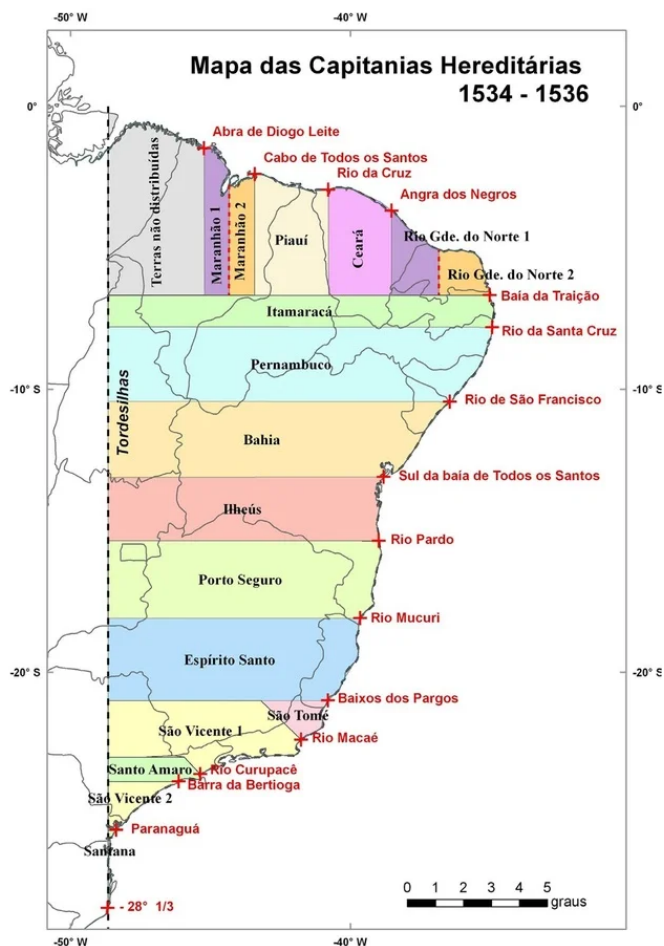 -50° W
-40°
Mapa das Capitanias Hereditárias
1534 - 1536
0°
0°
Abra de Diogo Leite
Cabo de Todos os Santos
Rio da Cruz
Angra dos Negros
Terras não distribuídas
Maranhão 1
Maranhão 2
Piauí
Ceará
Rio Gde. do Norte 1
Rio Gde. do Norte 2
Baía da Traição
Itamaracá
Rio da Santa Cruz
Pernambuco
-10° S
-10° S
Rio de São Francisco
Tordesilhas
Bahia
Sul da baía de Todos os Santos
Ilheús
Rio Pardo
Porto Seguro
Rio Mucuri
Espírito Santo
-20° S
-20° S
Baixos dos Pargos
São Tomé
São Vicente 1
Rio Macaé
Santo Amaro
Rio Curupacê
Barra da Bertioga
São Vicente 2
Paranaguá
Santana
- 28° 1/3
0 1 2 3 4 5
graus
-50° W
-40°